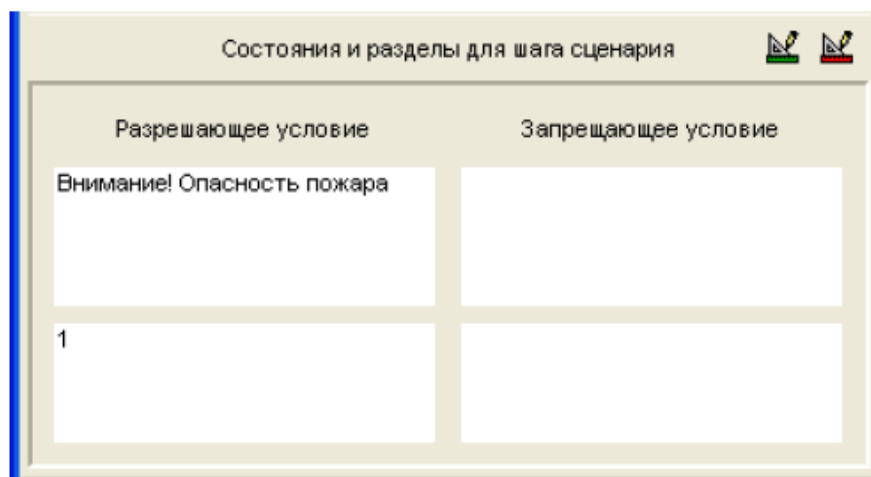 Состояния и разделы для шага сценария
Разрешающее условие
Запрещающее условие
Внимание! Опасность пожара
1